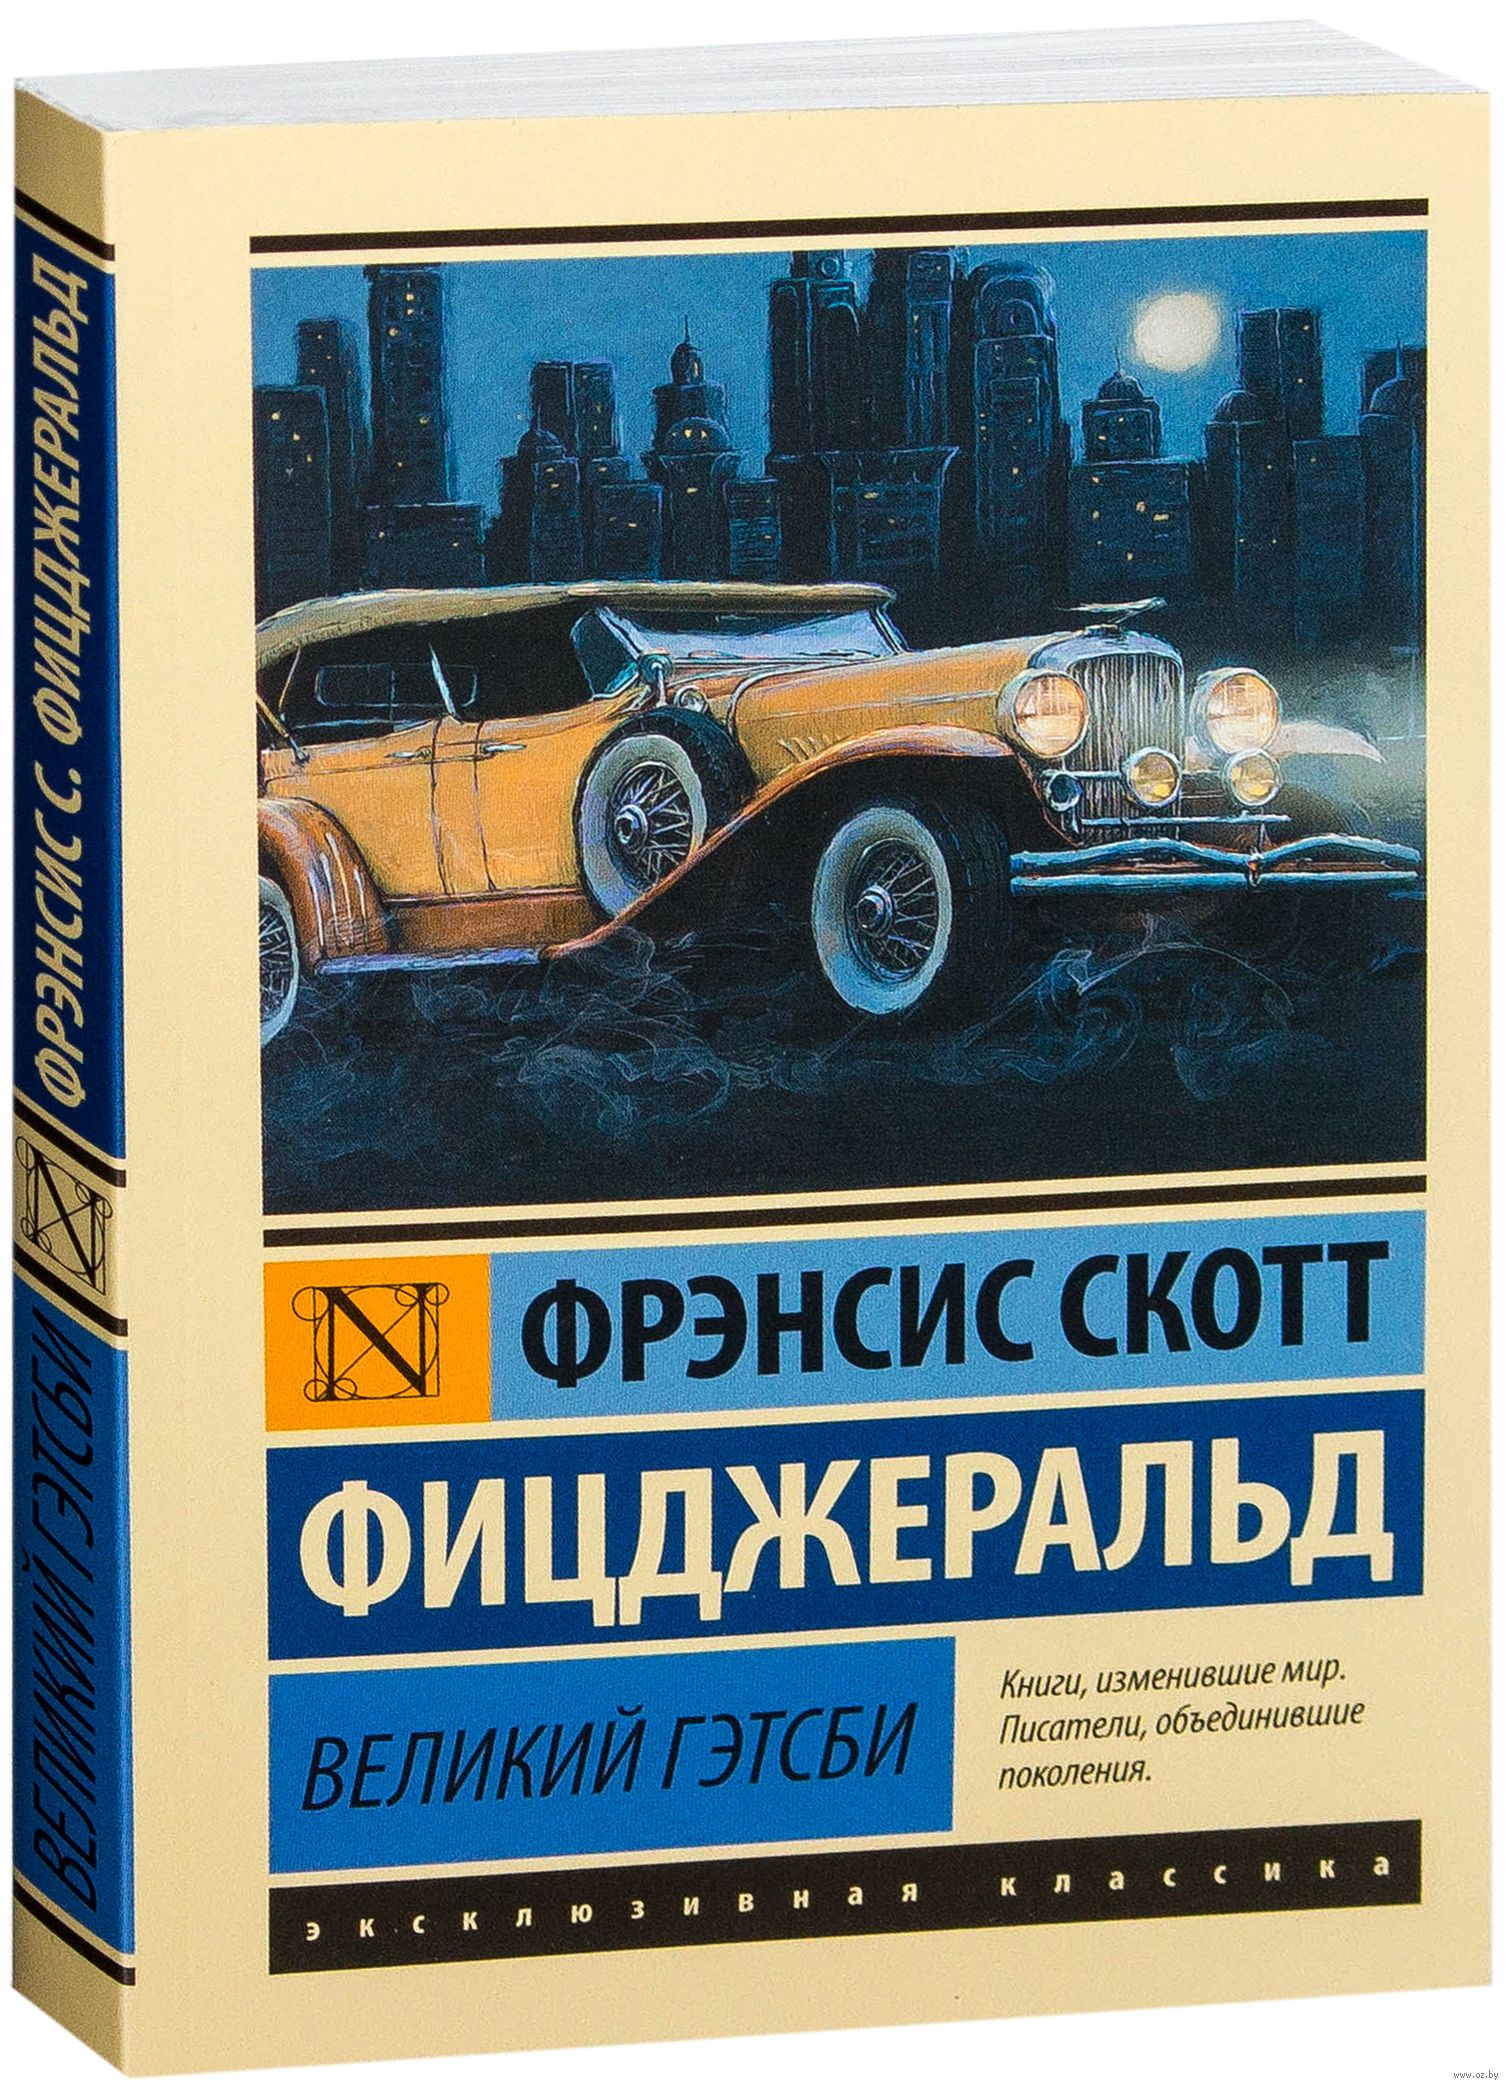 ФРЭНСИС С. ФИЦДЖЕРАЛЬД
N
ВЕЛИКИЙ ГЭТСБИ
N
ФРЭНСИС СКОТТ
ФИЦДЖЕРАЛЬД
ВЕЛИКИЙ ГЭТСБИ
Книги, изменившие мир.
Писатели, объединившие
поколения.
эксклюзивная классика
www.oz.by